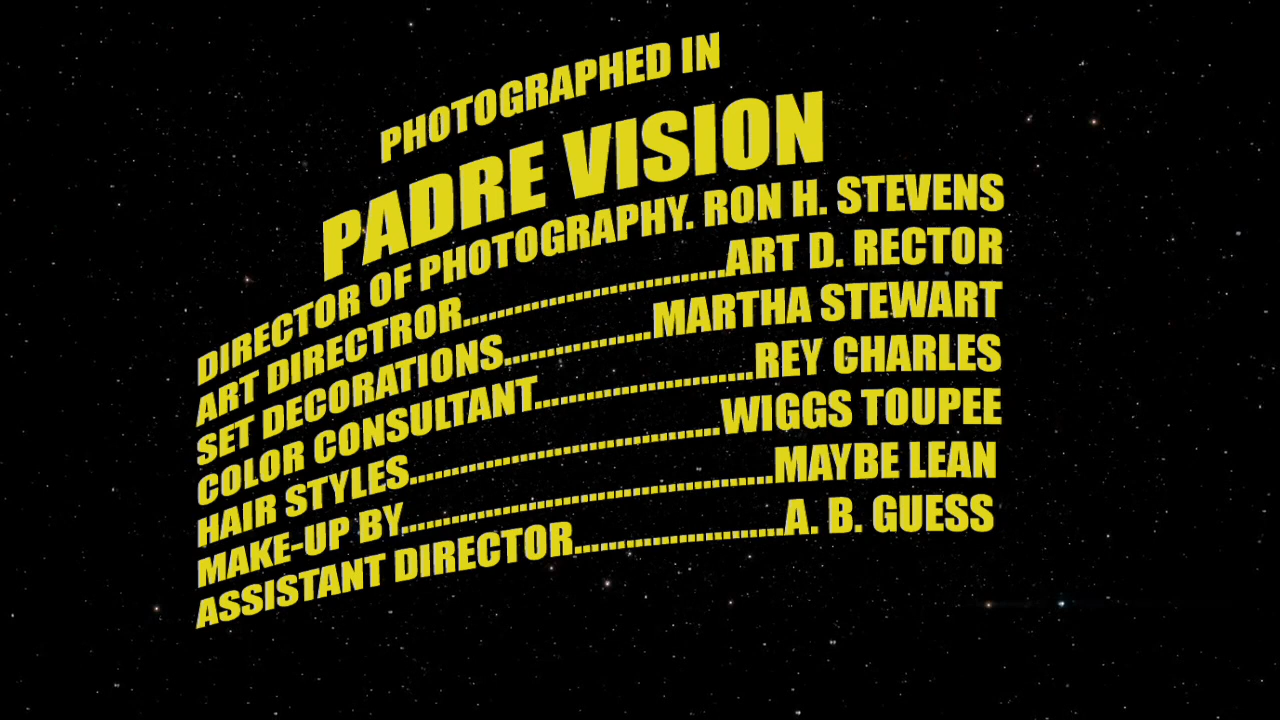 PHOTOGRAPHED IN
PADRE VISION
DIRECTOR OF PHOTOGRAPHY. RON H. STEVENS
ART DIRECTROR..............................ART D. RECTOR
SET DECORATIONS.................MARTHA STEWART
COLOR CONSULTANT.........................REY CHARLES
HAIR STYLES....................................WIGGS TOUPEE
MAKE-UP BY...........................................MAYBE LEAN
ASSISTANT DIRECTOR........................A. B. GUESS